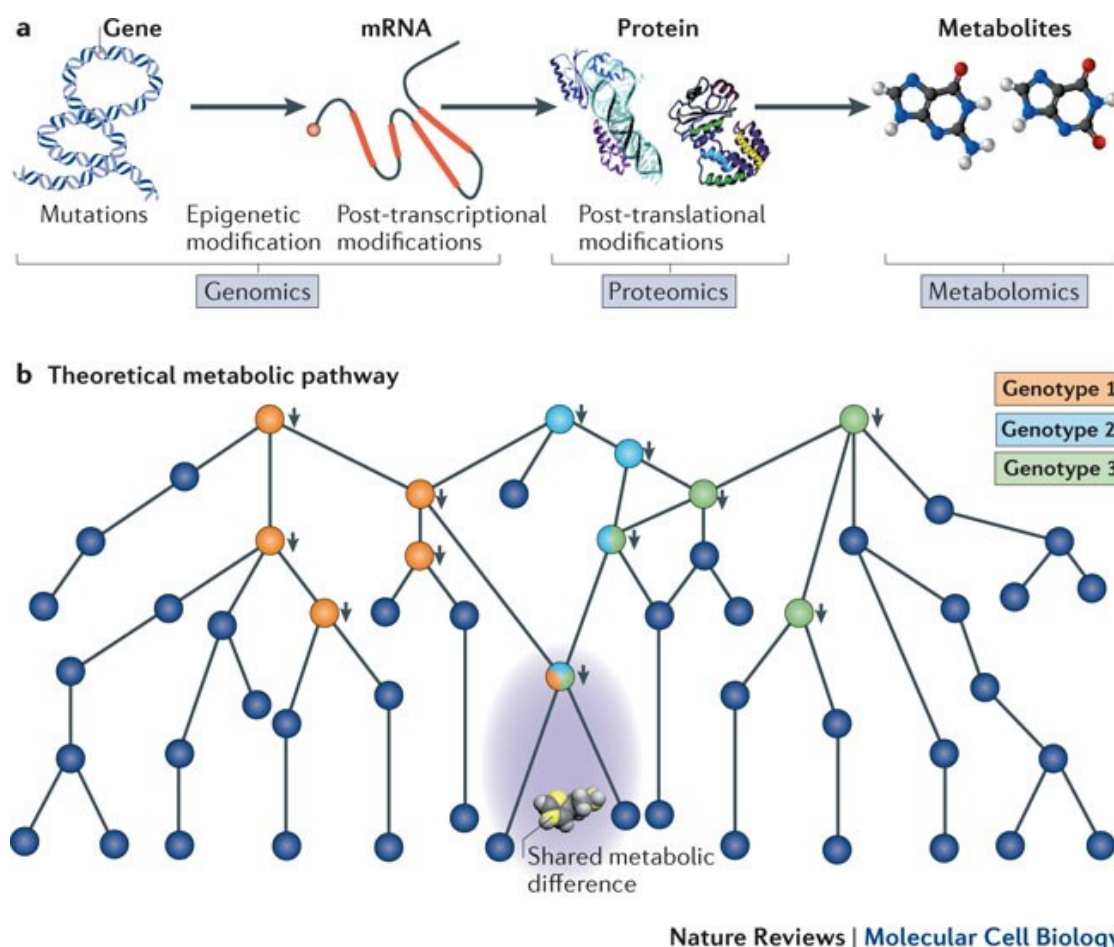 a
Gene
mRNA
Protein
Metabolites
Mutations
Epigenetic
modification
Post-transcriptional
modifications
Post-translational
modifications
Genomics
Proteomics
Metabolomics
b Theoretical metabolic pathway
Genotype 1
Genotype 2
Genotype 3
Shared metabolic
difference
Nature Reviews | Molecular Cell Biology